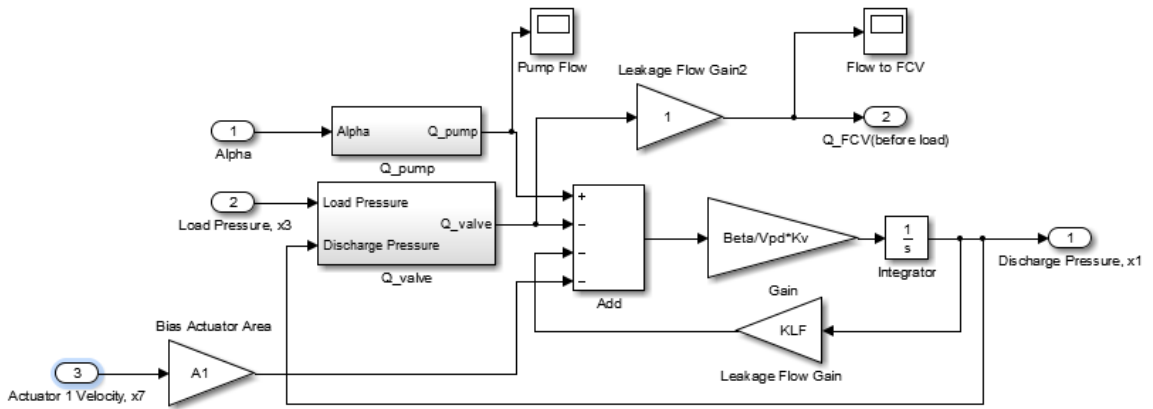 Pump Flow
Flow to FCV
Leakage Flow Gain2
1
1
Alpha
Alpha
Q_pump
Q_pump
2
Q_FCV(before load)
2
Load Pressure, x3
Load Pressure
Discharge Pressure
Q_valve
Q_valve
+
−
−
−
Add
Beta/Vpd*Kv
Gain
1
s
Integrator
1
Discharge Pressure, x1
KLF
Leakage Flow Gain
Bias Actuator Area
A1
3
Actuator 1 Velocity, x7